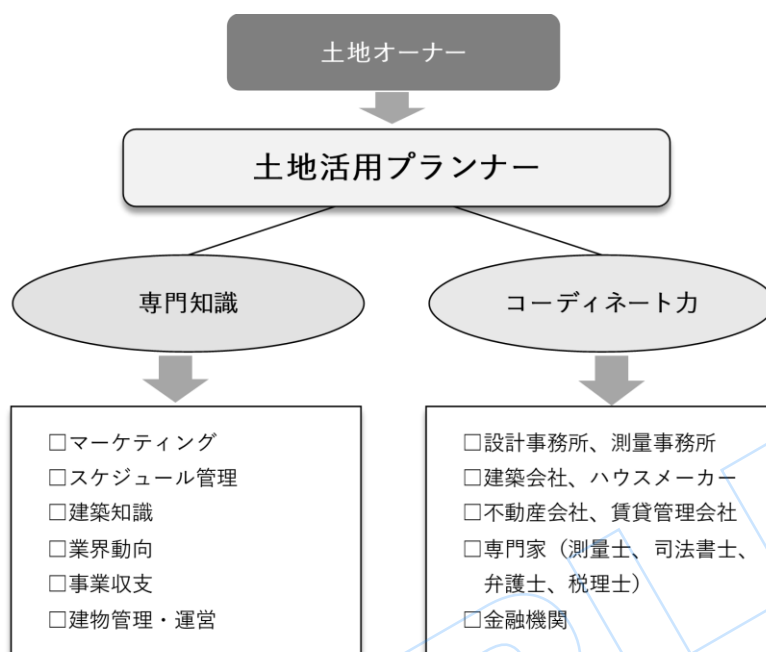 土地オーナー
土地活用プランナー
専門知識
コーディネート力
□マーケティング
□スケジュール管理
□建築知識
□業界動向
□事業収支
□建物管理・運営
□設計事務所、測量事務所
□建築会社、ハウスメーカー
□不動産会社、賃貸管理会社
□専門家（測量士、司法書士、
弁護士、税理士）
□金融機関